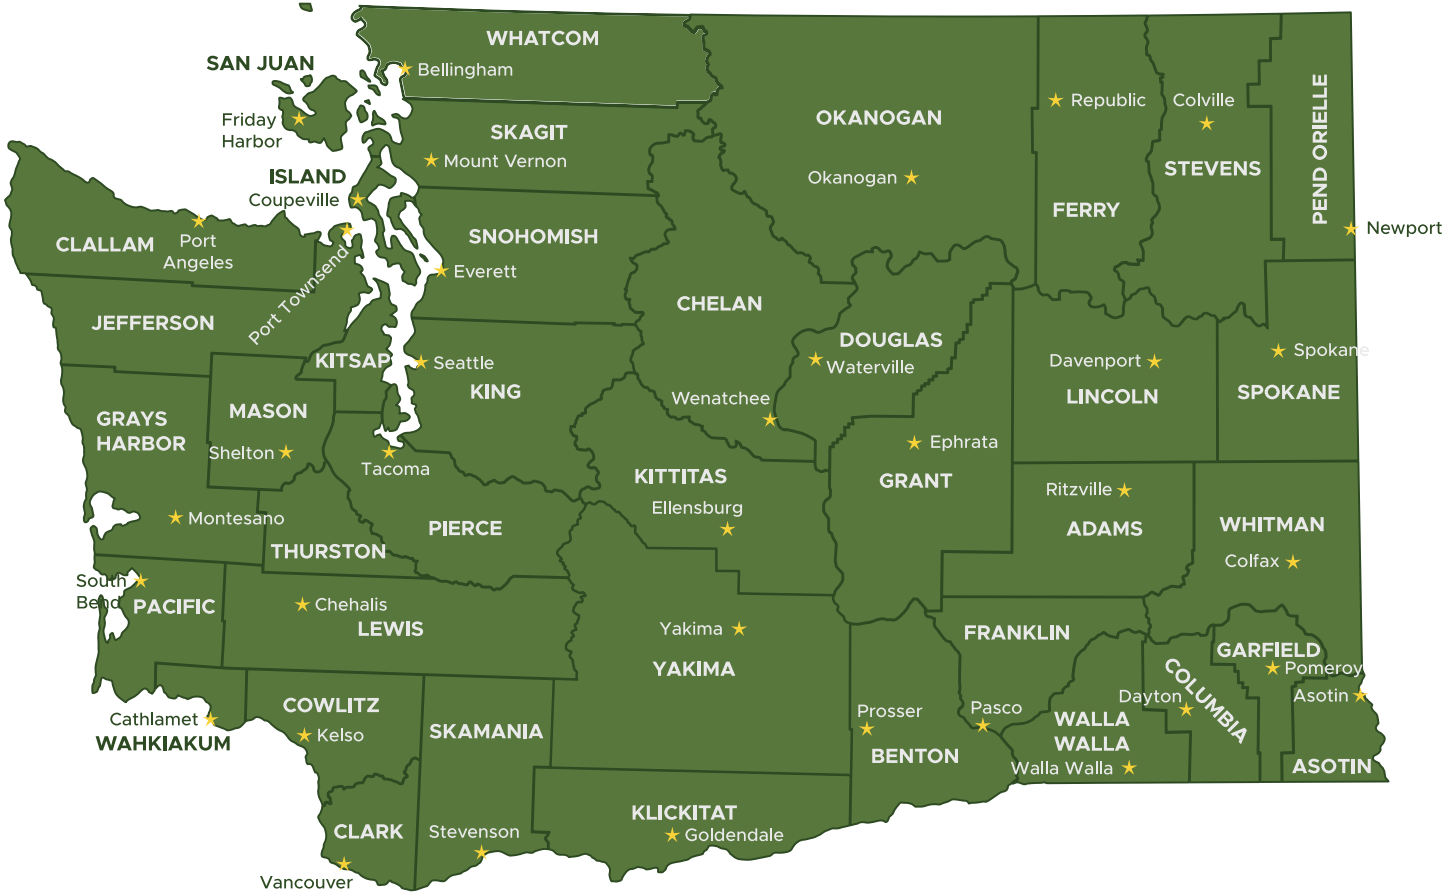 WHATCOM
Bellingham
SAN JUAN
Friday
Harbor
SKAGIT
Mount Vernon
ISLAND
Coupeville
OKANOGAN
Okanogan
Republic
FERRY
Colville
STEVENS
PEND ORIELLE
Newport
CLALLAM
Port
Angeles
Port Townsend
SNOHOMISH
Everett
JEFFERSON
KITSAP
Seattle
KING
CHELAN
Wenatchee
DOUGLAS
Waterville
Davenport
LINCOLN
Spokane
SPOKANE
GRAYS
HARBOR
MASON
Shelton
Tacoma
Montesano
THURSTON
PIERCE
KITTITAS
Ellensburg
Ephrata
GRANT
Ritzville
ADAMS
WHITMAN
Colfax
South
Bend
PACIFIC
Chehalis
LEWIS
Yakima
YAKIMA
FRANKLIN
Pasco
GARFIELD
Pomeroy
COLUMBIA
Dayton
Asotin
ASOTIN
Cathlamet
WAHKIAKUM
COWLITZ
Kelso
SKAMANIA
Stevenson
Prosser
BENTON
WALLA
WALLA
Walla Walla
CLARK
Vancouver
KLICKITAT
Goldendale